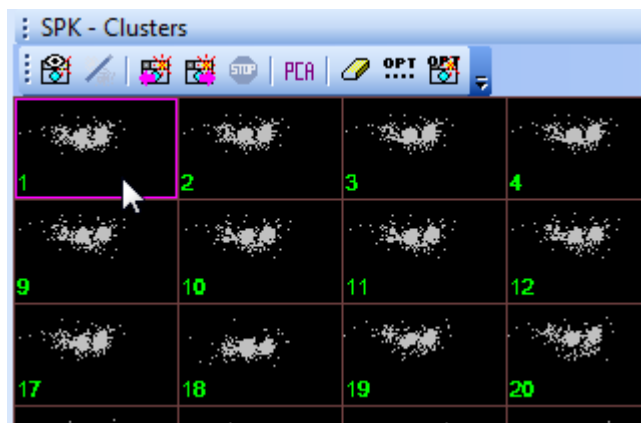 SPK - Clusters
STOP PCA OPT OPT
1 2 3 4
9 10 11 12
17 18 19 20